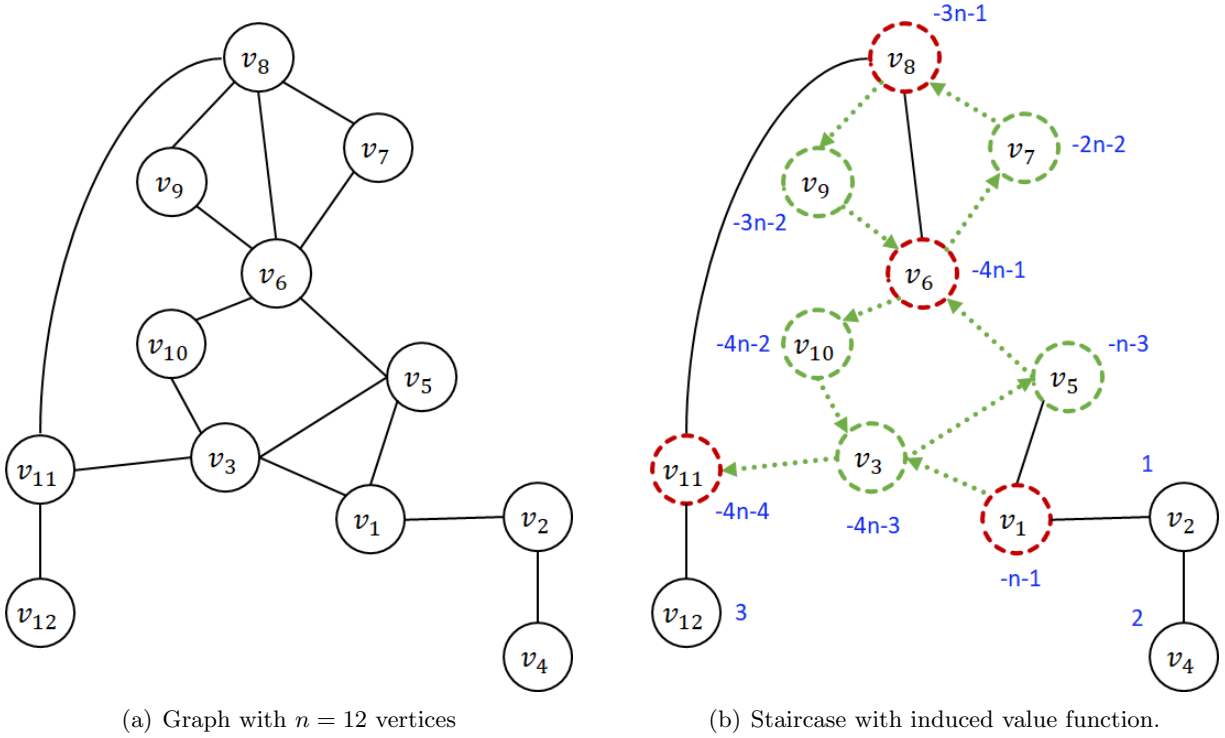 v8
v7
v9
v6
v10
v5
v3
v11
v1
v2
v12
v4
(a) Graph with n = 12 vertices
-3n-1
v8
v7
-2n-2
v9
-3n-2
v6
-4n-1
-4n-2
v10
-n-3
v5
v3
v11
1
-4n-4
-4n-3
v1
v2
-n-1
v12
3
2
v4
(b) Staircase with induced value function.